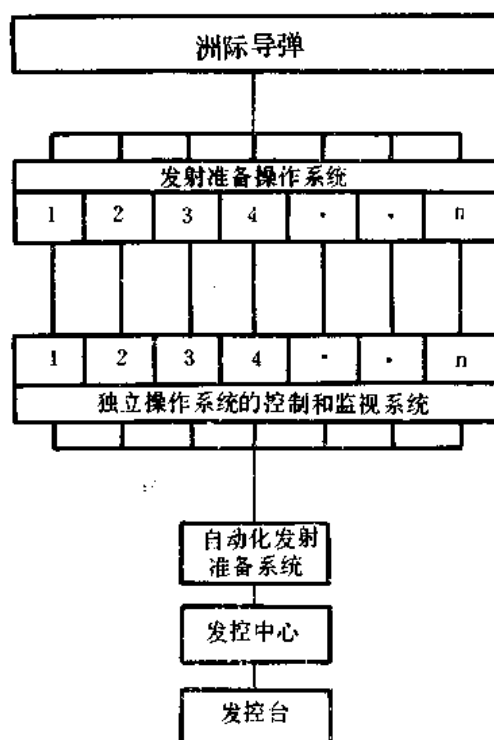 洲际导弹
发射准备操作系统
1 2 3 4 · · n
1 2 3 4 · · n
独立操作系统的控制和监视系统
自动化发射
准备系统
发控中心
发控台